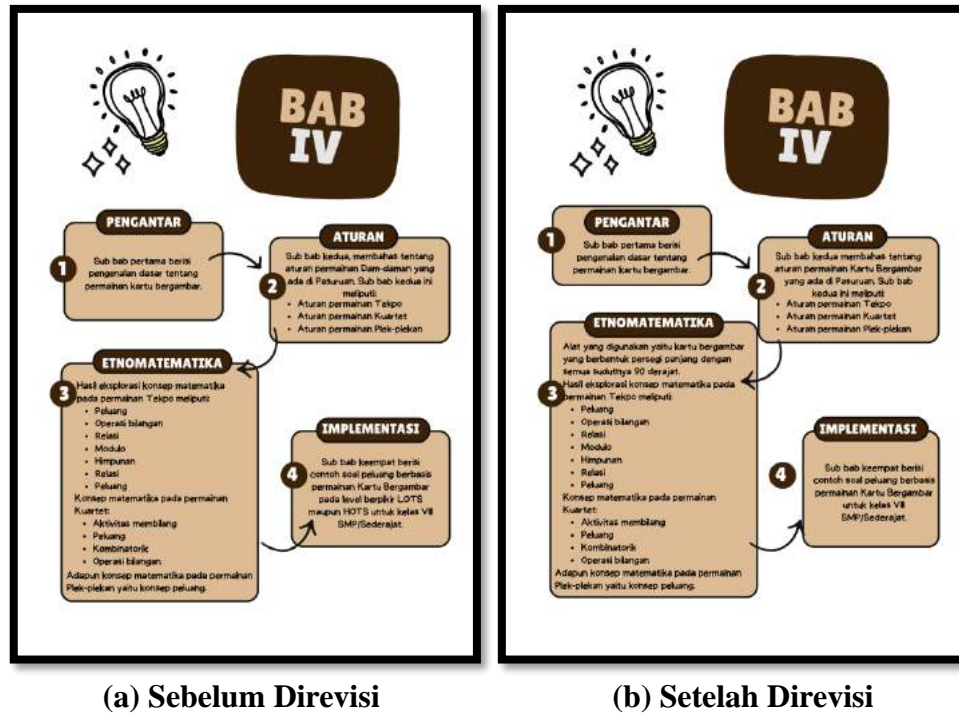 BAB
IV
PENGANTAR
1
Sub bab pertama berisi
pengenalan dasar tentang
permainan kartu bergambar.
ATURAN
2
Sub bab kedua, membahas tentang
aturan permainan Dam-daman yang
ada di Pasuruan. Sub bab kedua ini
meliputi:
• Aturan permainan Tekpo
• Aturan permainan Kuartet
• Aturan permainan Plek-plekan
ETNOMATEMATIKA
3
Hasil eksplorasi konsep matematika
pada permainan Tekpo meliputi:
• Peluang
• Operasi bilangan
• Relasi
• Modulo
• Himpunan
• Relasi
• Peluang
Konsep matematika pada permainan
Kuartet:
• Aktivitas membilang
• Peluang
• Kombinatorik
• Operasi bilangan
Adapun konsep matematika pada permainan
Plek-plekan yaitu konsep peluang.
IMPLEMENTASI
4
Sub bab keempat berisi
contoh soal peluang berbasis
permainan Kartu Bergambar
pada level berpikir LOTS
maupun HOTS untuk kelas VIII
SMP/Sederajat.
(a) Sebelum Direvisi
BAB
IV
PENGANTAR
1
Sub bab pertama berisi
pengenalan dasar tentang
permainan kartu bergambar.
ATURAN
2
Sub bab kedua, membahas tentang
aturan permainan Kartu Bergambar
yang ada di Pasuruan. Sub bab
kedua ini meliputi:
• Aturan permainan Tekpo
• Aturan permainan Kuartet
• Aturan permainan Plek-plekan
ETNOMATEMATIKA
Alat yang digunakan yaitu kartu bergambar
yang berbentuk persegi panjang dengan
semua sudutnya 90 derajat.
3
Hasil eksplorasi konsep matematika pada
permainan Tekpo meliputi:
• Peluang
• Operasi bilangan
• Relasi
• Modulo
• Himpunan
• Relasi
• Peluang
Konsep matematika pada permainan
Kuartet:
• Aktivitas membilang
• Peluang
• Kombinatorik
• Operasi bilangan
Adapun konsep matematika pada permainan
Plek-plekan yaitu konsep peluang.
IMPLEMENTASI
4
Sub bab keempat berisi
contoh soal peluang berbasis
permainan Kartu Bergambar
untuk kelas VIII
SMP/Sederajat.
(b) Setelah Direvisi